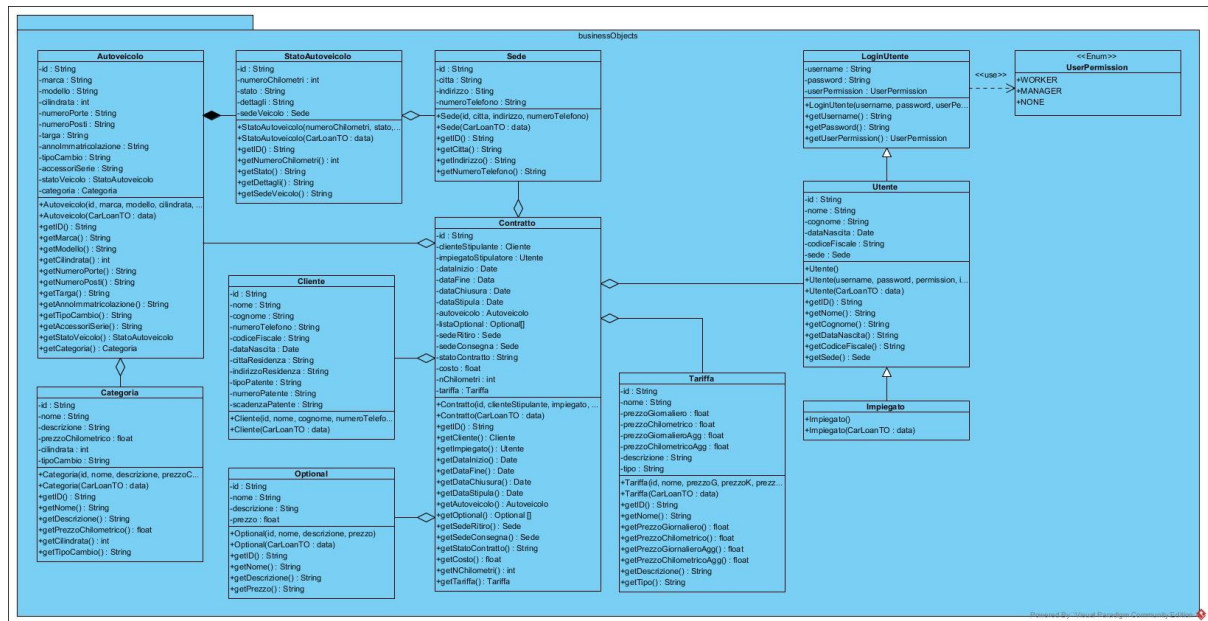 businessObjects
Autoveicolo
-id : String
-marca : String
-modello : String
-cilindrata : int
-numeroPorte : String
-numeroPosti : String
-targa : String
-annoImmatricolazione : String
-tipoCambio : String
-accessoriSerie : String
-statoVeicolo : StatoAutoveicolo
-categoria : Categoria
+Autoveicolo(id, marca, modello, cilindrata, ...
+Autoveicolo(CarLoanTO : data)
+getID() : String
+getMarca() : String
+getModello() : String
+getCilindrata() : int
+getNumeroPorte() : String
+getNumeroPosti() : String
+getTarga() : String
+getAnnoImmatricolazione() : String
+getTipoCambio() : String
+getAccessoriSerie() : String
+getStatoVeicolo() : StatoAutoveicolo
+getCategoria() : Categoria
StatoAutoveicolo
-id : String
-numeroChilometri : int
-stato : String
-dettagli : String
-sedeVeicolo : Sede
+StatoAutoveicolo(numeroChilometri, stato,...
+StatoAutoveicolo(CarLoanTO : data)
+getID() : String
+getNumeroChilometri() : int
+getStato() : String
+getDettagli() : String
+getSedeVeicolo() : String
Sede
-id : String
-citta : String
-indirizzo : String
-numeroTelefono : String
+Sede(id, citta, indirizzo, numeroTelefono)
+Sede(CarLoanTO : data)
+getID() : String
+getCitta() : String
+getIndirizzo() : String
+getNumeroTelefono() : String
LoginUtente
-username : String
-password : String
-userPermission : UserPermission
+LoginUtente(username, password, userPe...
+getUsername() : String
+getPassword() : String
+getUserPermission() : UserPermission
<<use>>
<<Enum>>
UserPermission
+WORKER
+MANAGER
+NONE
Utente
-id : String
-nome : String
-cognome : String
-dataNascita : Date
-codiceFiscale : String
-sede : Sede
+Utente()
+Utente(username, password, permission, i...
+Utente(CarLoanTO : data)
+getID() : String
+getNome() : String
+getCognome() : String
+getDataNascita() : String
+getCodiceFiscale() : String
+getSede() : Sede
Contratto
-id : String
-clienteStipulante : Cliente
-impiegatoStipulatore : Utente
-dataInizio : Date
-dataFine : Data
-dataChiusura : Date
-dataStipula : Date
-autoveicolo : Autoveicolo
-listaOptional : Optional[]
-sedeRitiro : Sede
-sedeConsegna : Sede
-statoContratto : String
-costo : float
-nChilometri : int
-tariffa : Tariffa
+Contratto(id, clienteStipulante, impiegato, ...
+Contratto(CarLoanTO : data)
+getID() : String
+getCliente() : Cliente
+getImpiegato() : Utente
+getDataInizio() : Date
+getDataFine() : Date
+getDataChiusura() : Date
+getDataStipula() : Date
+getAutoveicolo() : Autoveicolo
+getOptional() : Optional []
+getSedeRitiro() : Sede
+getSedeConsegna() : Sede
+getStatoContratto() : String
+getCosto() : float
+getNChilometri() : int
+getTariffa() : Tariffa
Cliente
-id : String
-nome : String
-cognome : String
-numeroTelefono : String
-codiceFiscale : String
-dataNascita : Date
-cittaResidenza : String
-indirizzoResidenza : String
-tipoPatente : String
-numeroPatente : String
-scadenzaPatente : String
+Cliente(id, nome, cognome, numeroTelefo...
+Cliente(CarLoanTO : data)
Categoria
-id : String
-nome : String
-descrizione : String
-prezzoChilometrico : float
-cilindrata : int
-tipoCambio : String
+Categoria(id, nome, descrizione, prezzoC...
+Categoria(CarLoanTO : data)
+getID() : String
+getNome() : String
+getDescrizione() : String
+getPrezzoChilometrico() : float
+getCilindrata() : int
+getTipoCambio() : String
Optional
-id : String
-nome : String
-descrizione : Sting
-prezzo : float
+Optional(id, nome, descrizione, prezzo)
+Optional(CarLoanTO : data)
+getID() : String
+getNome() : String
+getDescrizione() : String
+getPrezzo() : String
Tariffa
-id : String
-nome : String
-prezzoGiornaliero : float
-prezzoChilometrico : float
-prezzoGiornalieroAgg : float
-prezzoChilometricoAgg : float
-descrizione : String
-tipo : String
+Tariffa(id, nome, prezzoG, prezzoK, prezz...
+Tariffa(CarLoanTO : data)
+getID() : String
+getNome() : String
+getPrezzoGiornaliero() : float
+getPrezzoChilometrico() : float
+getPrezzoGiornalieroAgg() : float
+getPrezzoChilometricoAgg() : float
+getDescrizione() : String
+getTipo() : String
Impiegato
+Impiegato()
+Impiegato(CarLoanTO : data)
Powered By Visual Paradigm Community Edition